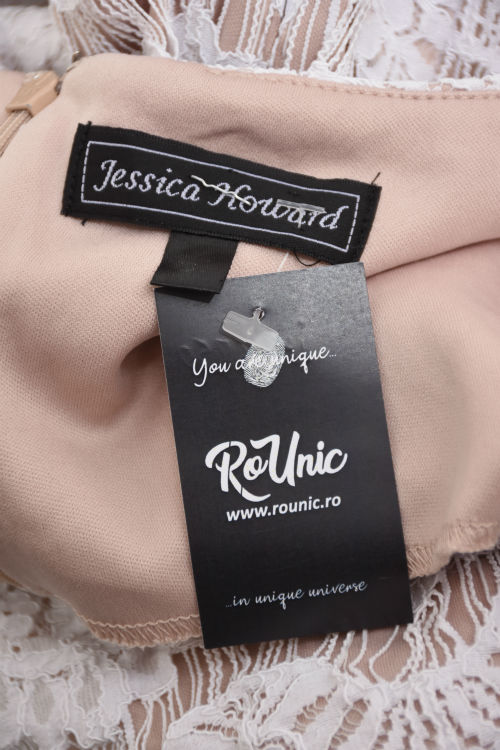 Jessica Howard
You are unique...
RoUnic
www.rounic.ro
...in unique universe